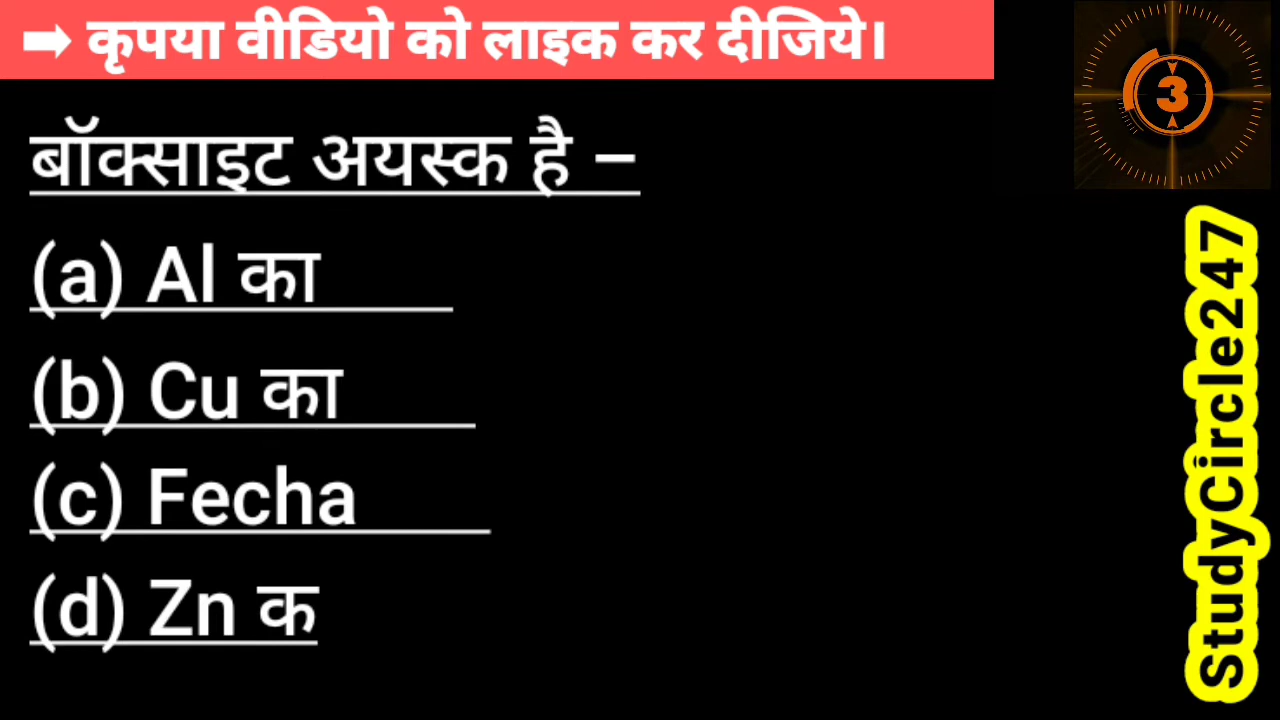 ➡ कृपया वीडियो को लाइक कर दीजिये।
3
बॉक्साइट अयस्क है –
(a) Al का
(b) Cu का
(c) Fecha
(d) Zn क
StudyCircle247